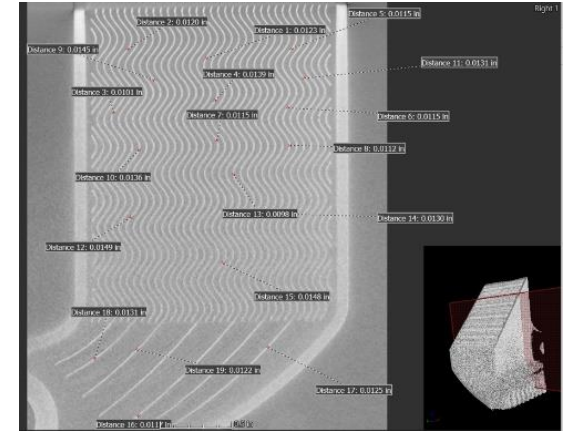 Right 1
Distance 5: 0.0115 in
Distance 2: 0.0120 in
Distance 1: 0.0123 in
Distance 9: 0.0145 in
Distance 11: 0.0131 in
Distance 4: 0.0139 in
Distance 3: 0.0101 in
Distance 7: 0.0115 in
Distance 6: 0.0115 in
Distance 8: 0.0112 in
Distance 10: 0.0136 in
Distance 13: 0.0098 in
Distance 14: 0.0130 in
Distance 12: 0.0149 in
Distance 15: 0.0148 in
Distance 18: 0.0131 in
Distance 19: 0.0122 in
Distance 17: 0.0125 in
Distance 16: